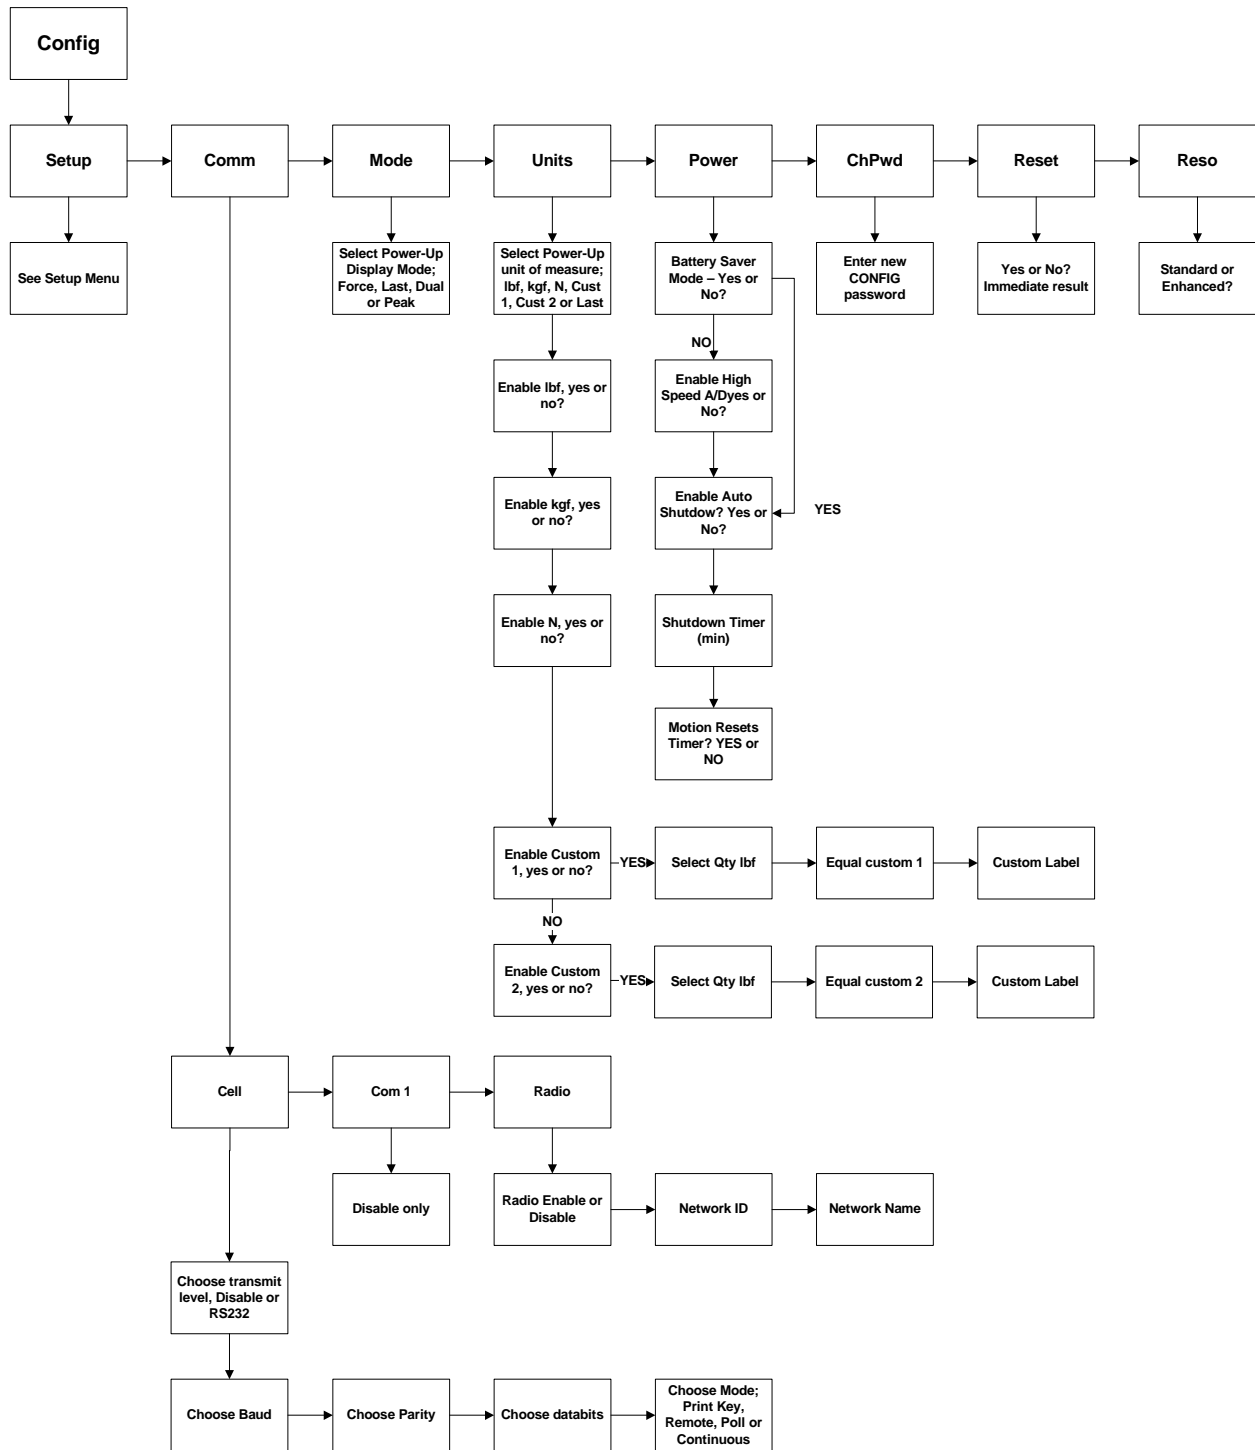 Config
Setup
Comm
Mode
Units
Power
ChPwd
Reset
Reso
See Setup Menu
Select Power-Up
Display Mode;
Force, Last, Dual
or Peak
Select Power-Up
unit of measure;
lbf, kgf, N, Cust
1, Cust 2 or Last
Battery Saver
Mode – Yes or
No?
Enter new
CONFIG
password
Yes or No?
Immediate result
Standard or
Enhanced?
NO
Enable lbf, yes or
no?
Enable High
Speed A/Dyes or
No?
Enable kgf, yes
or no?
Enable Auto
Shutdow? Yes or
No?
YES
Enable N, yes or
no?
Shutdown Timer
(min)
Motion Resets
Timer? YES or
NO
Enable Custom
1, yes or no?
YES
Select Qty lbf
Equal custom 1
Custom Label
NO
Enable Custom
2, yes or no?
YES
Select Qty lbf
Equal custom 2
Custom Label
Cell
Com 1
Radio
Disable only
Radio Enable or
Disable
Network ID
Network Name
Choose transmit
level, Disable or
RS232
Choose Baud
Choose Parity
Choose databits
Choose Mode;
Print Key,
Remote, Poll or
Continuous